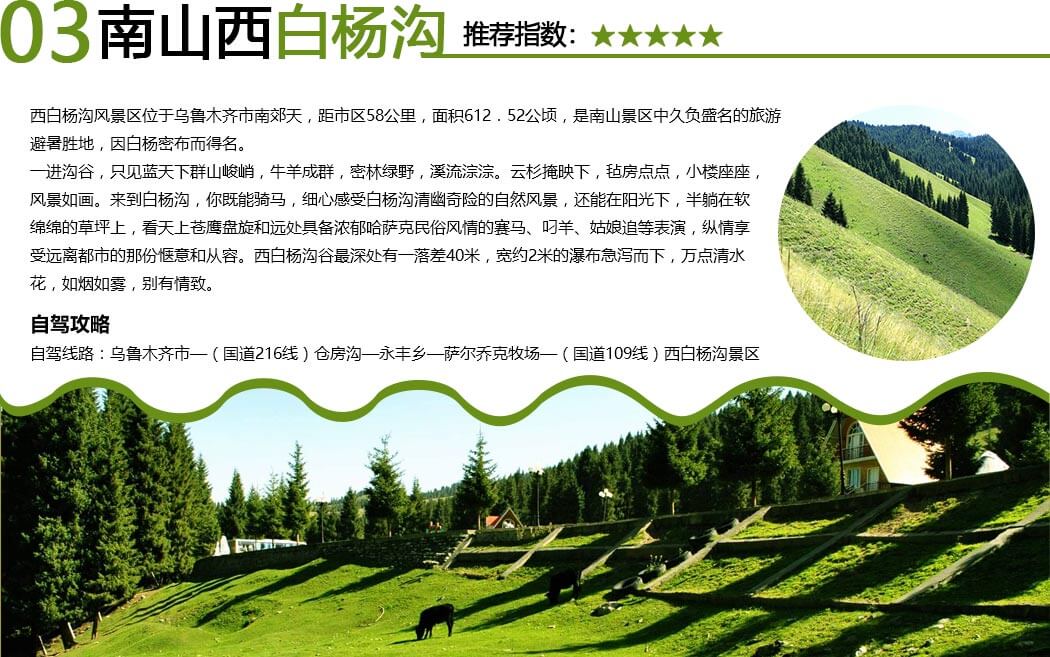 03南山西白杨沟 推荐指数：★★★★★
西白杨沟风景区位于乌鲁木齐市南郊天，距市区58公里，面积612．52公顷，是南山景区中久负盛名的旅游
避暑胜地，因白杨密布而得名。
一进沟谷，只见蓝天下群山峻峭，牛羊成群，密林绿野，溪流淙淙。云杉掩映下，毡房点点，小楼座座，
风景如画。来到白杨沟，你既能骑马，细心感受白杨沟清幽奇险的自然风景，还能在阳光下，半躺在软
绵绵的草坪上，看天上苍鹰盘旋和远处具备浓郁哈萨克民俗风情的赛马、叼羊、姑娘追等表演，纵情享
受远离都市的那份惬意和从容。西白杨沟谷最深处有一落差40米，宽约2米的瀑布急泻而下，万点清水
花，如烟如雾，别有情致。
自驾攻略
自驾线路：乌鲁木齐市—（国道216线）仓房沟—永丰乡—萨尔乔克牧场—（国道109线）西白杨沟景区